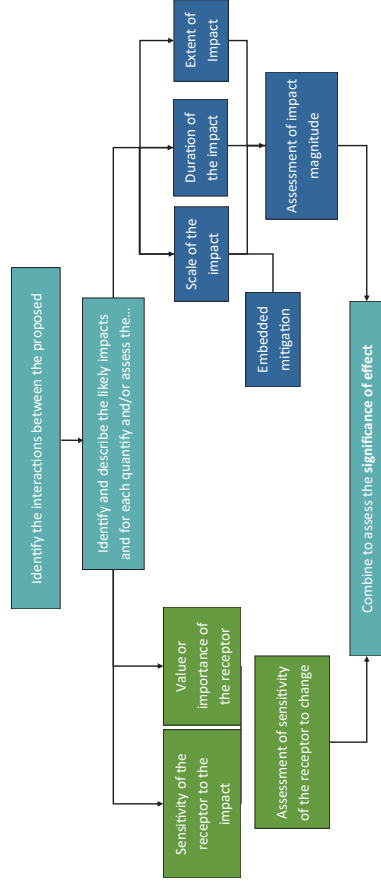 Identify the interactions between the proposed
Identify and describe the likely impacts
and for each quantify and/or assess the...
Sensitivity of the
receptor to the
impact
Value or
importance of
the receptor
Scale of the
impact
Duration of
the impact
Extent of
Impact
Embedded
mitigation
Assessment of sensitivity
of the receptor to change
Assessment of impact
magnitude
Combine to assess the significance of effect